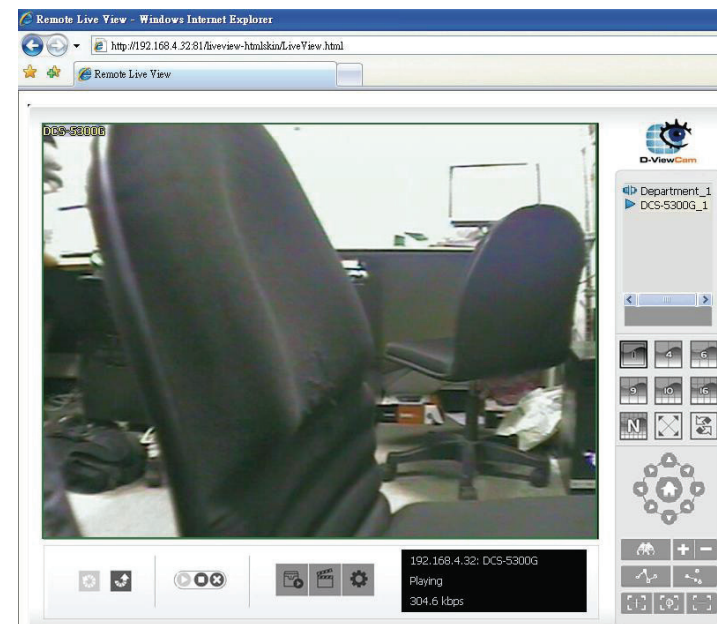 Remote Live View - Windows Internet Explorer
http://192.168.4.32:81/liveview-htmlskin/LiveView.html
Remote Live View
DCS-5300G
D-ViewCam
Department_1
DCS-5300G_1
1 4 6
9 10 16
N
192.168.4.32: DCS-5300G
Playing
304.6 kbps